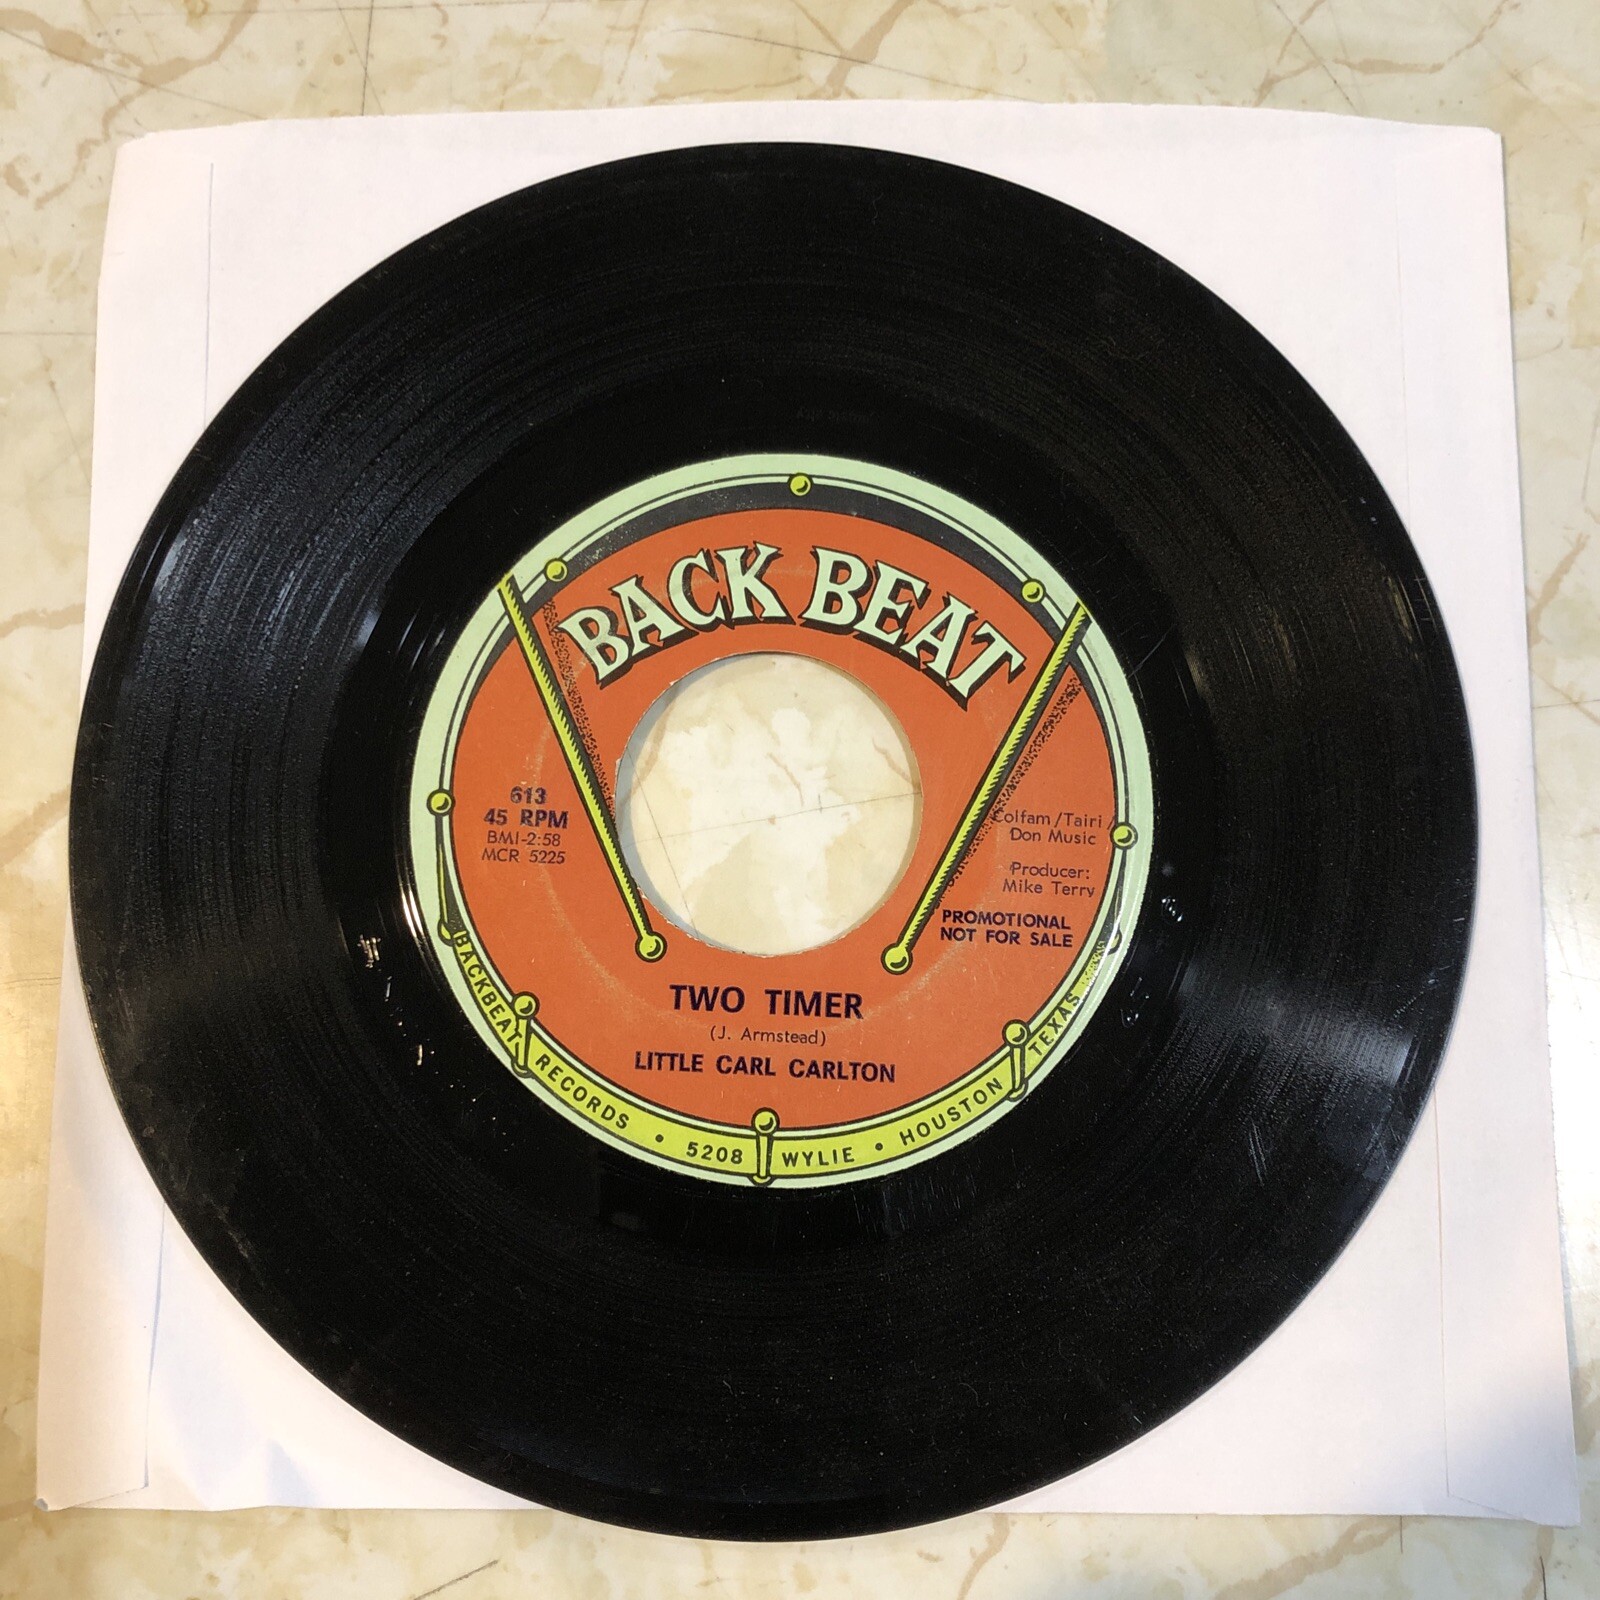 BACK BEAT
613
45 RPM
BMI-2:58
MCR 5225
Colfam/Tairi
Don Music
Producer:
Mike Terry
PROMOTIONAL
NOT FOR SALE
TWO TIMER
(J. Armstead)
LITTLE CARL CARLTON
BACKBEAT RECORDS • 5208 WYLIE • HOUSTON TEXAS